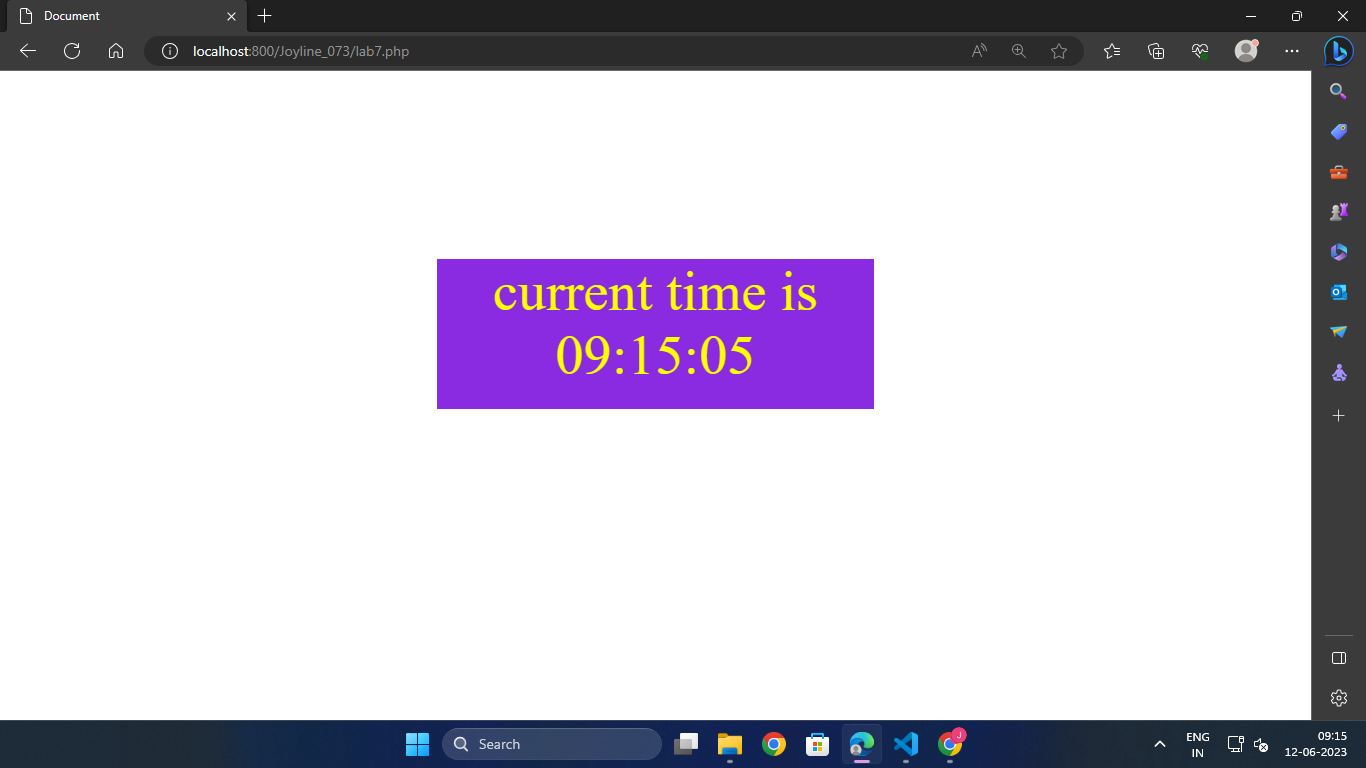 Document
localhost:800/Joyline_073/lab7.php
current time is
09:15:05
Search
J
ENG
IN
09:15
12-06-2023